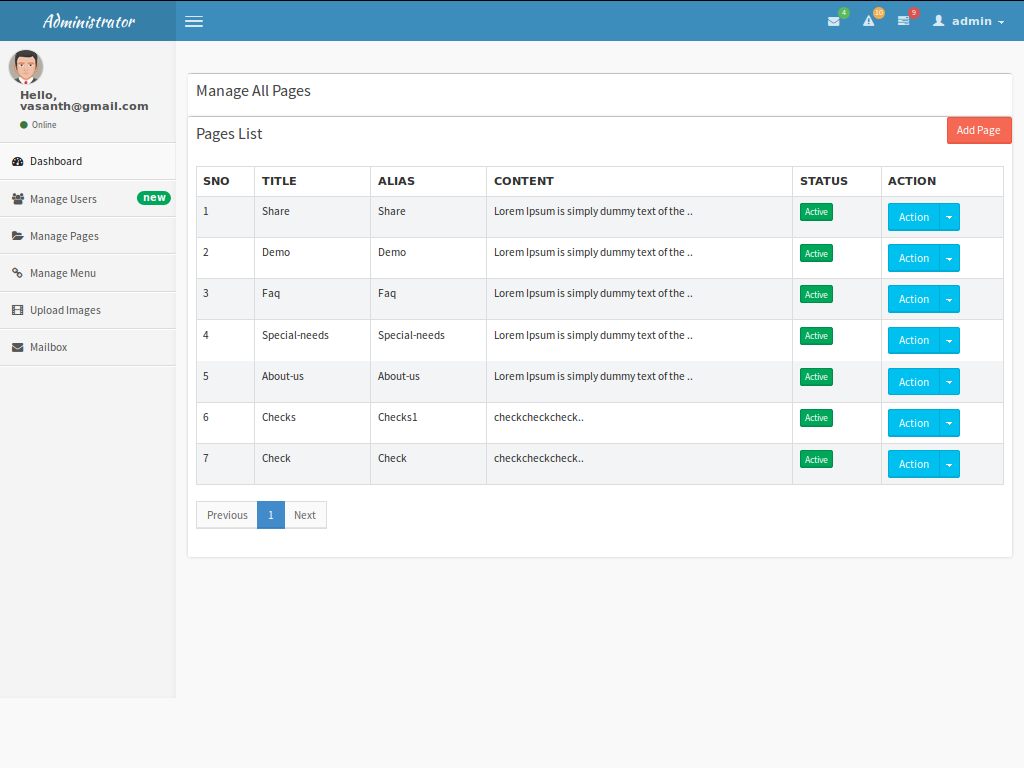 Administrator
4
10
9
admin
Hello,
vasanth@gmail.com
Online
Dashboard
Manage Users new
Manage Pages
Manage Menu
Upload Images
Mailbox
Manage All Pages
Pages List
Add Page
SNO TITLE ALIAS CONTENT STATUS ACTION
1 Share Share Lorem Ipsum is simply dummy text of the .. Active Action
2 Demo Demo Lorem Ipsum is simply dummy text of the .. Active Action
3 Faq Faq Lorem Ipsum is simply dummy text of the .. Active Action
4 Special-needs Special-needs Lorem Ipsum is simply dummy text of the .. Active Action
5 About-us About-us Lorem Ipsum is simply dummy text of the .. Active Action
6 Checks Checks1 checkcheckcheck.. Active Action
7 Check Check checkcheckcheck.. Active Action
Previous 1 Next